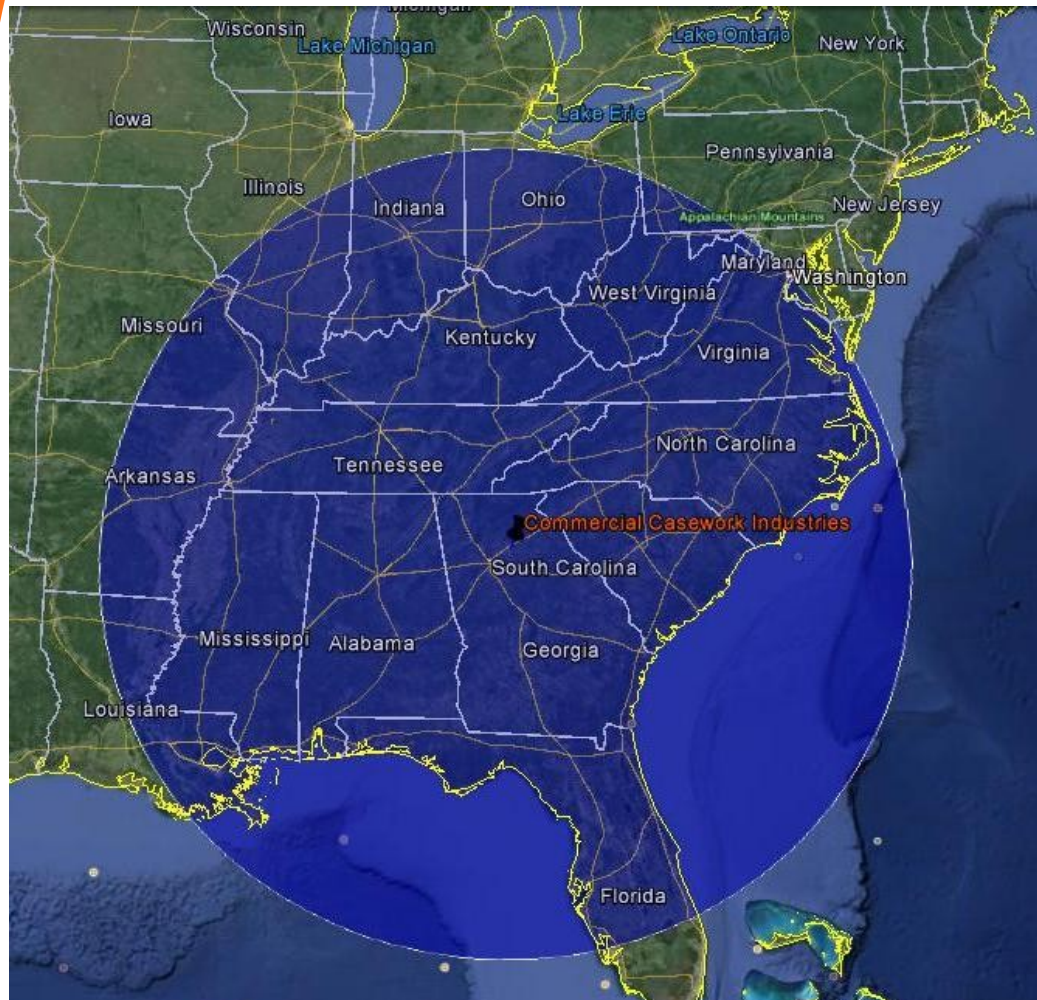 Michigan
Wisconsin
Lake Michigan
Lake Ontario
New York
Iowa
Lake Erie
Pennsylvania
Illinois
Indiana
Ohio
New Jersey
Appalachian Mountains
Maryland
Washington
West Virginia
Missouri
Kentucky
Virginia
North Carolina
Tennessee
Arkansas
Commercial Casework Industries
South Carolina
Mississippi
Alabama
Georgia
Louisiana
Florida